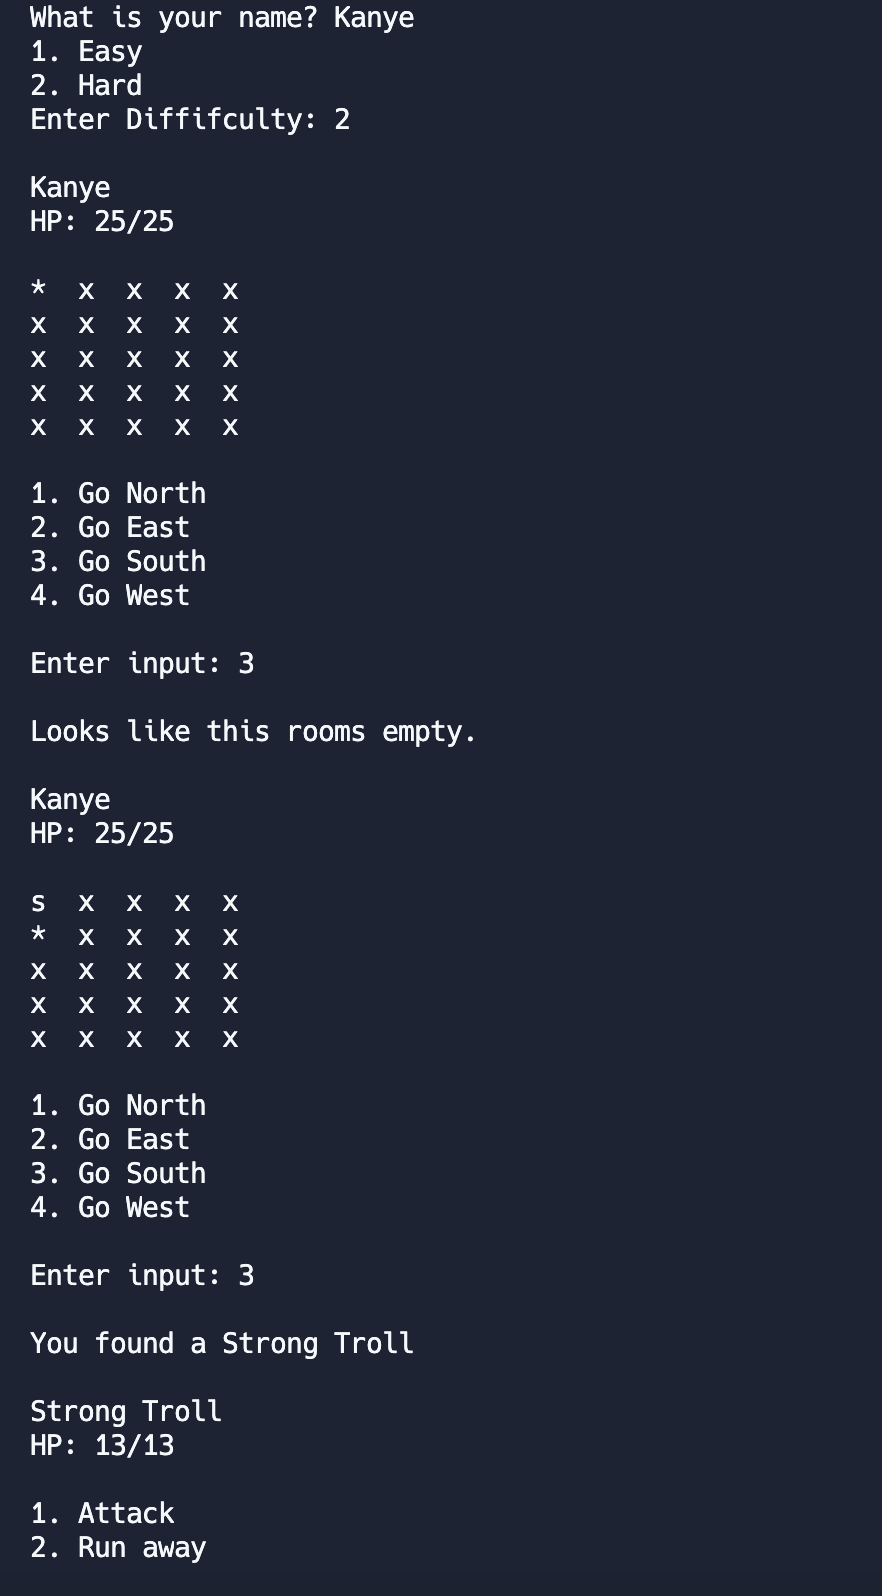 What is your name? Kanye
1. Easy
2. Hard
Enter Diffifculty: 2
Kanye
HP: 25/25
*  x  x  x  x
x  x  x  x  x
x  x  x  x  x
x  x  x  x  x
x  x  x  x  x
1. Go North
2. Go East
3. Go South
4. Go West
Enter input: 3
Looks like this rooms empty.
Kanye
HP: 25/25
s  x  x  x  x
*  x  x  x  x
x  x  x  x  x
x  x  x  x  x
x  x  x  x  x
1. Go North
2. Go East
3. Go South
4. Go West
Enter input: 3
You found a Strong Troll
Strong Troll
HP: 13/13
1. Attack
2. Run away